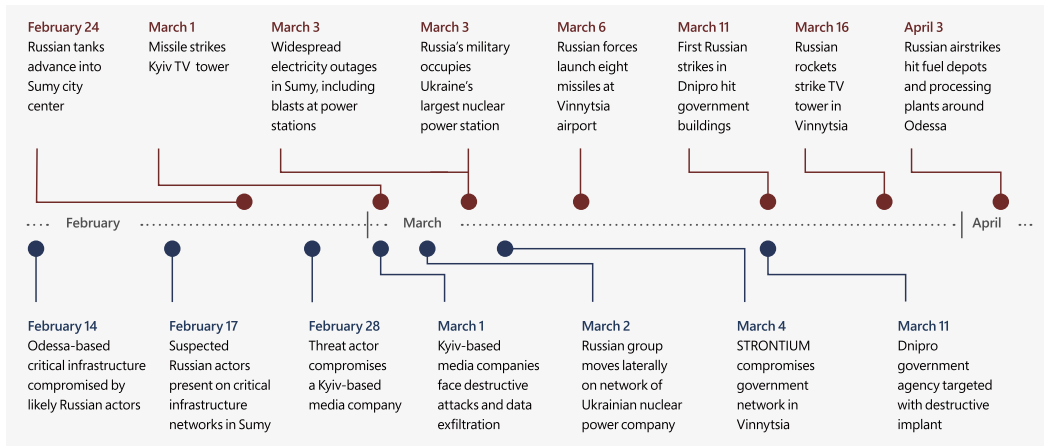 February 24
Russian tanks
advance into
Sumy city
center
March 1
Missile strikes
Kyiv TV tower
March 3
Widespread
electricity outages
in Sumy, including
blasts at power
stations
March 3
Russia's military
occupies
Ukraine's
largest nuclear
power station
March 6
Russian forces
launch eight
missiles at
Vinnytsia
airport
March 11
First Russian
strikes in
Dnipro hit
government
buildings
March 16
Russian
rockets
strike TV
tower in
Vinnytsia
April 3
Russian airstrikes
hit fuel depots
and processing
plants around
Odessa
February
March
April
February 14
Odessa-based
critical infrastructure
compromised by
likely Russian actors
February 17
Suspected
Russian actors
present on critical
infrastructure
networks in Sumy
February 28
Threat actor
compromises
a Kyiv-based
media company
March 1
Kyiv-based
media companies
face destructive
attacks and data
exfiltration
March 2
Russian group
moves laterally
on network of
Ukrainian nuclear
power company
March 4
STRONTIUM
compromises
government
network in
Vinnytsia
March 11
Dnipro
government
agency targeted
with destructive
implant